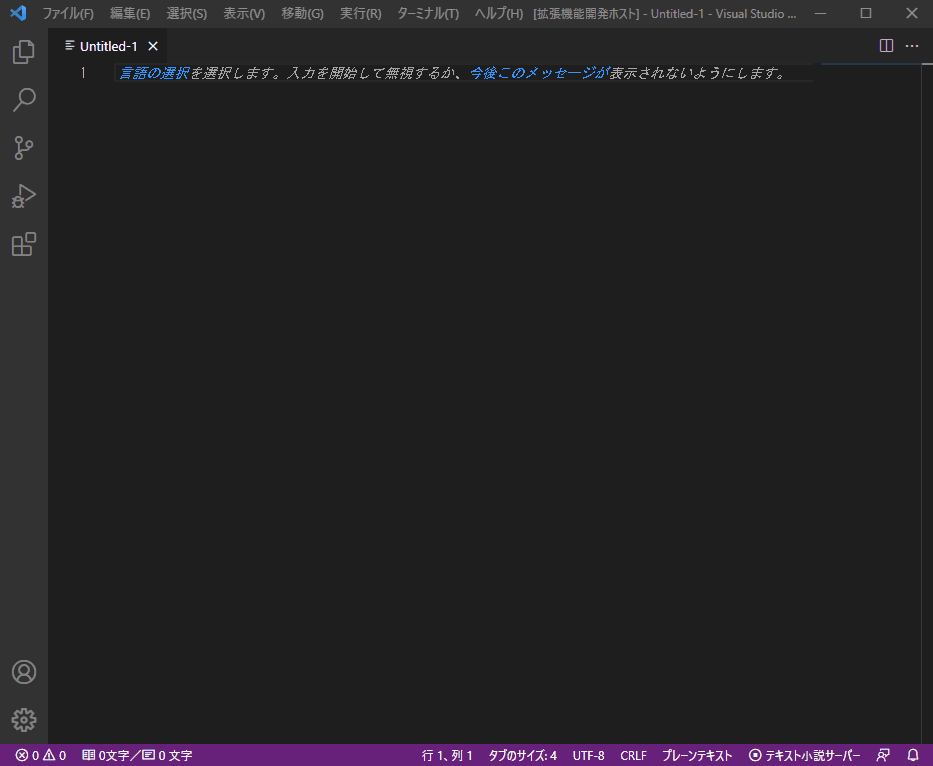 ファイル(F) 編集(E) 選択(S) 表示(V) 移動(G) 実行(R) ターミナル(T) ヘルプ(H) [拡張機能開発ホスト] - Untitled-1 - Visual Studio ...
Untitled-1
1 言語の選択を選択します。入力を開始して無視するか、今後このメッセージが表示されないようにします。
0 0 0文字／0 文字 行 1、列 1 タブのサイズ: 4 UTF-8 CRLF プレーンテキスト テキスト小説サーバー